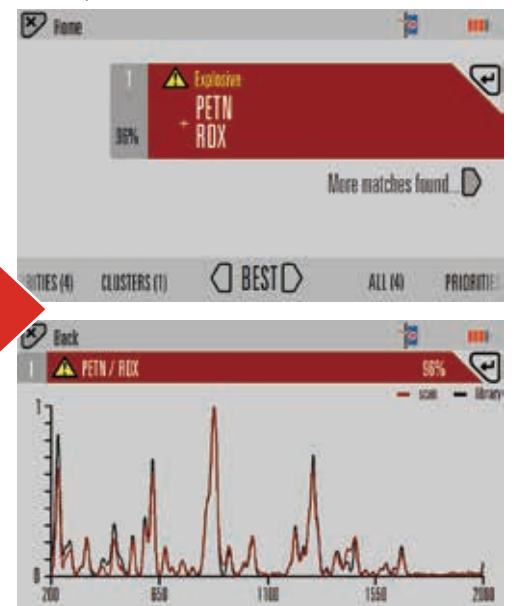 Home
1
Explosive
PETN
+ RDX
96%
More matches found...
RITIES (4) CLUSTERS (1) BEST ALL (4) PRIORITIE
Back
1 PETN / RDX 96%
scan library
1
0
200 650 1100 1550 2000